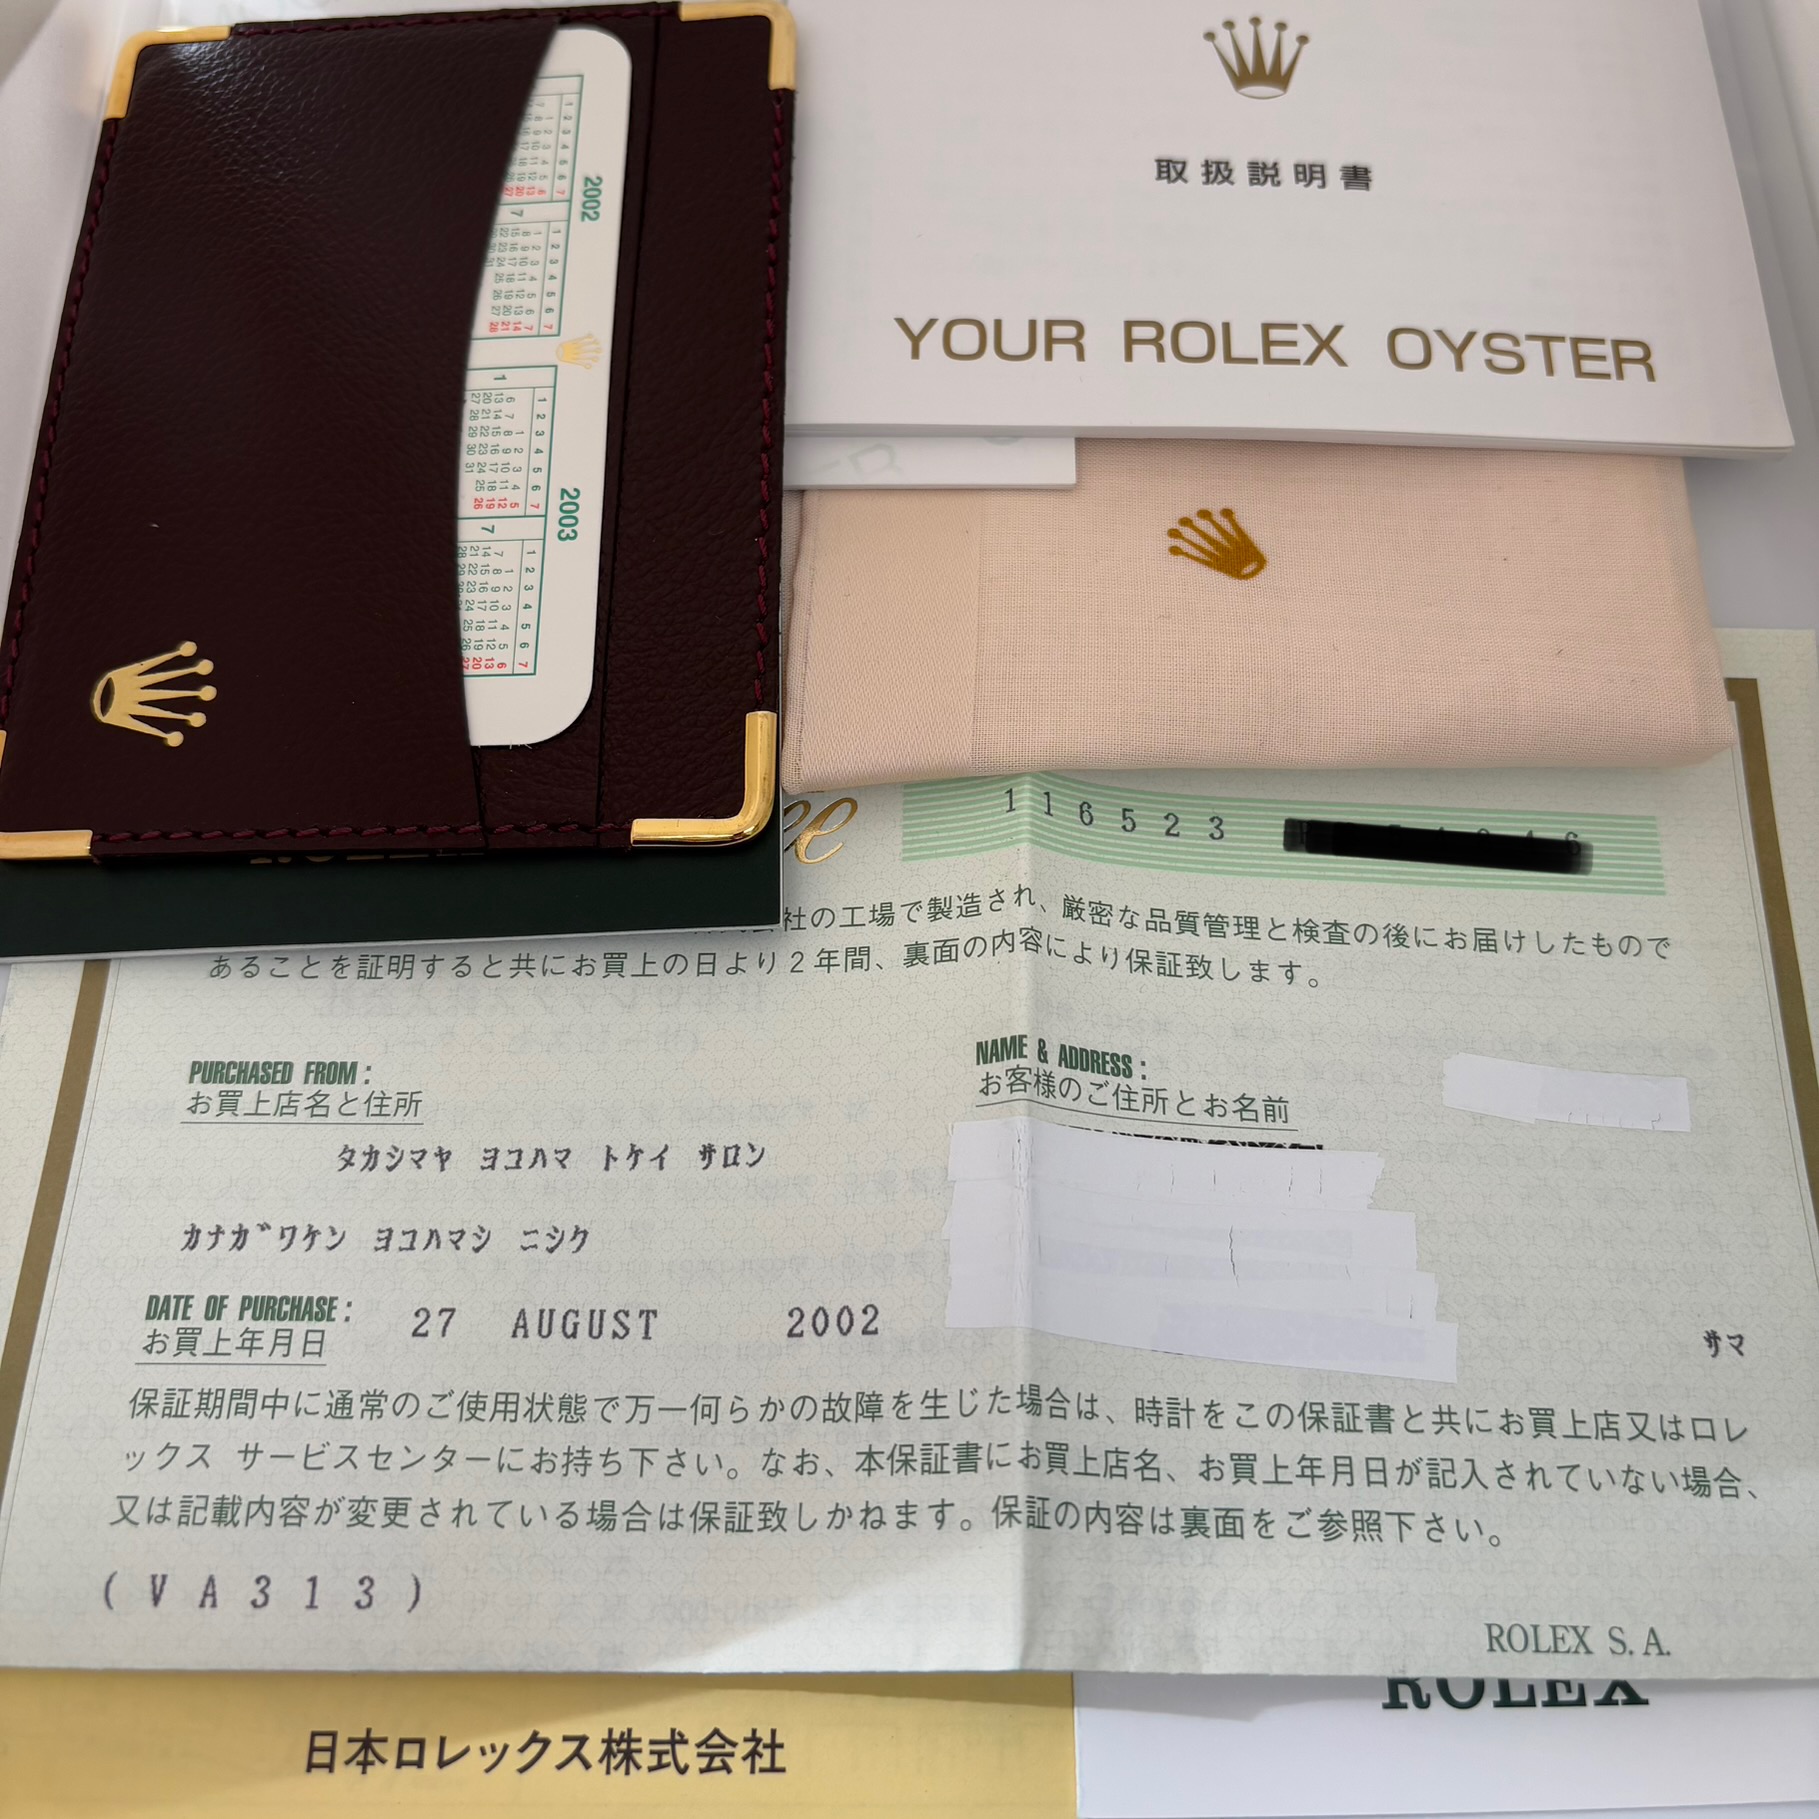 取扱説明書
YOUR ROLEX OYSTER
2002
2003
116523
社の工場で製造され、厳密な品質管理と検査の後にお届けしたもので
あることを証明すると共にお買上の日より2年間、裏面の内容により保証致します。
PURCHASED FROM:
お買上店名と住所
タカシマヤ ヨコハマ トケイ サロン
カナガワケン ヨコハマシ ニシク
NAME & ADDRESS:
お客様のご住所とお名前
サマ
DATE OF PURCHASE: 27 AUGUST 2002
お買上年月日
保証期間中に通常のご使用状態で万一何らかの故障を生じた場合は、時計をこの保証書と共にお買上店又はロレ
ックス サービスセンターにお持ち下さい。なお、本保証書にお買上店名、お買上年月日が記入されていない場合、
又は記載内容が変更されている場合は保証致しかねます。保証の内容は裏面をご参照下さい。
(VA313)
ROLEX S.A.
ROLEX
日本ロレックス株式会社